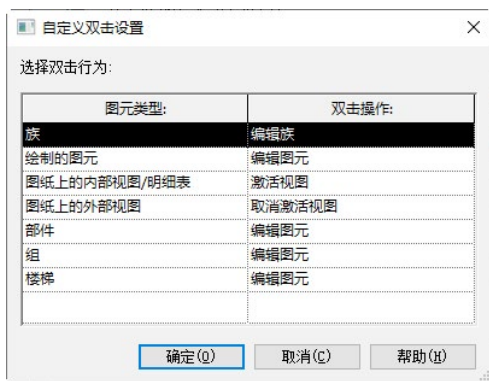 自定义双击设置
选择双击行为:
图元类型: 双击操作:
族 编辑族
绘制的图元 编辑图元
图纸上的内部视图/明细表 激活视图
图纸上的外部视图 取消激活视图
部件 编辑图元
组 编辑图元
楼梯 编辑图元
确定(O) 取消(C) 帮助(H)